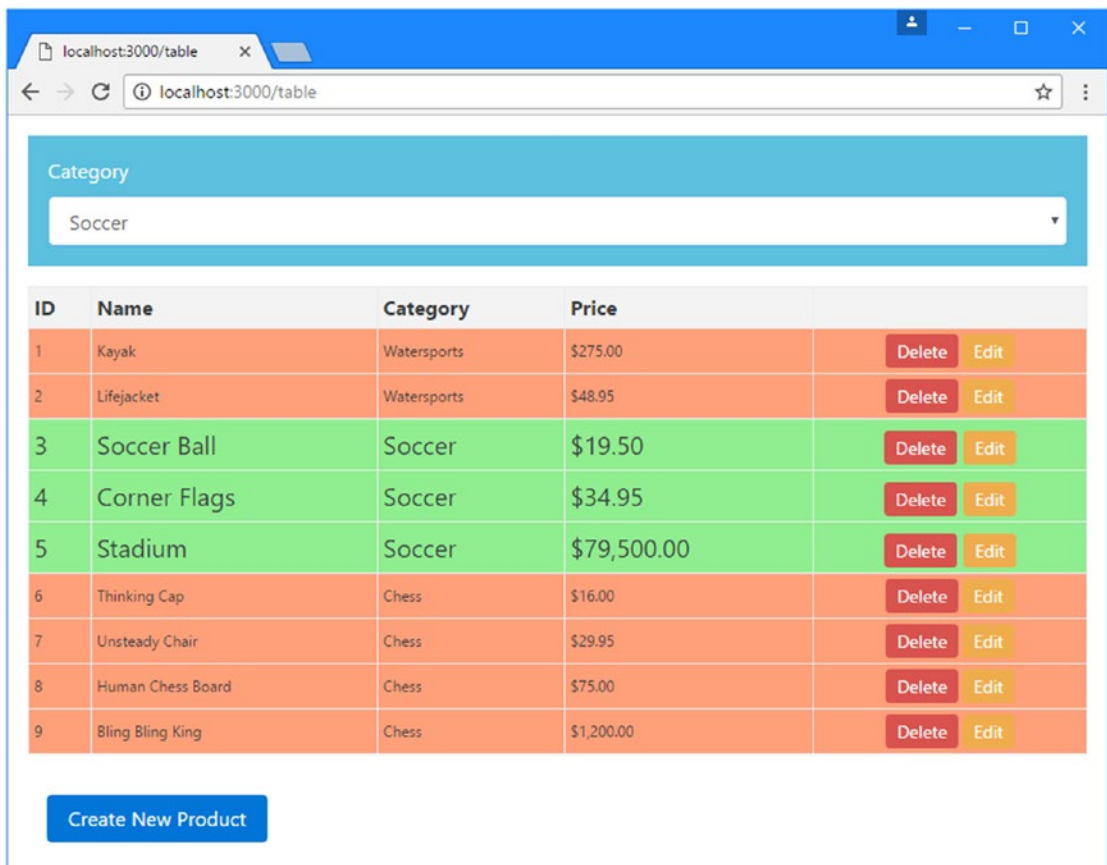 localhost:3000/table
localhost:3000/table
Category
Soccer
ID Name Category Price
1 Kayak Watersports $275.00 Delete Edit
2 Lifejacket Watersports $48.95 Delete Edit
3 Soccer Ball Soccer $19.50 Delete Edit
4 Corner Flags Soccer $34.95 Delete Edit
5 Stadium Soccer $79,500.00 Delete Edit
6 Thinking Cap Chess $16.00 Delete Edit
7 Unsteady Chair Chess $29.95 Delete Edit
8 Human Chess Board Chess $75.00 Delete Edit
9 Bling Bling King Chess $1,200.00 Delete Edit
Create New Product